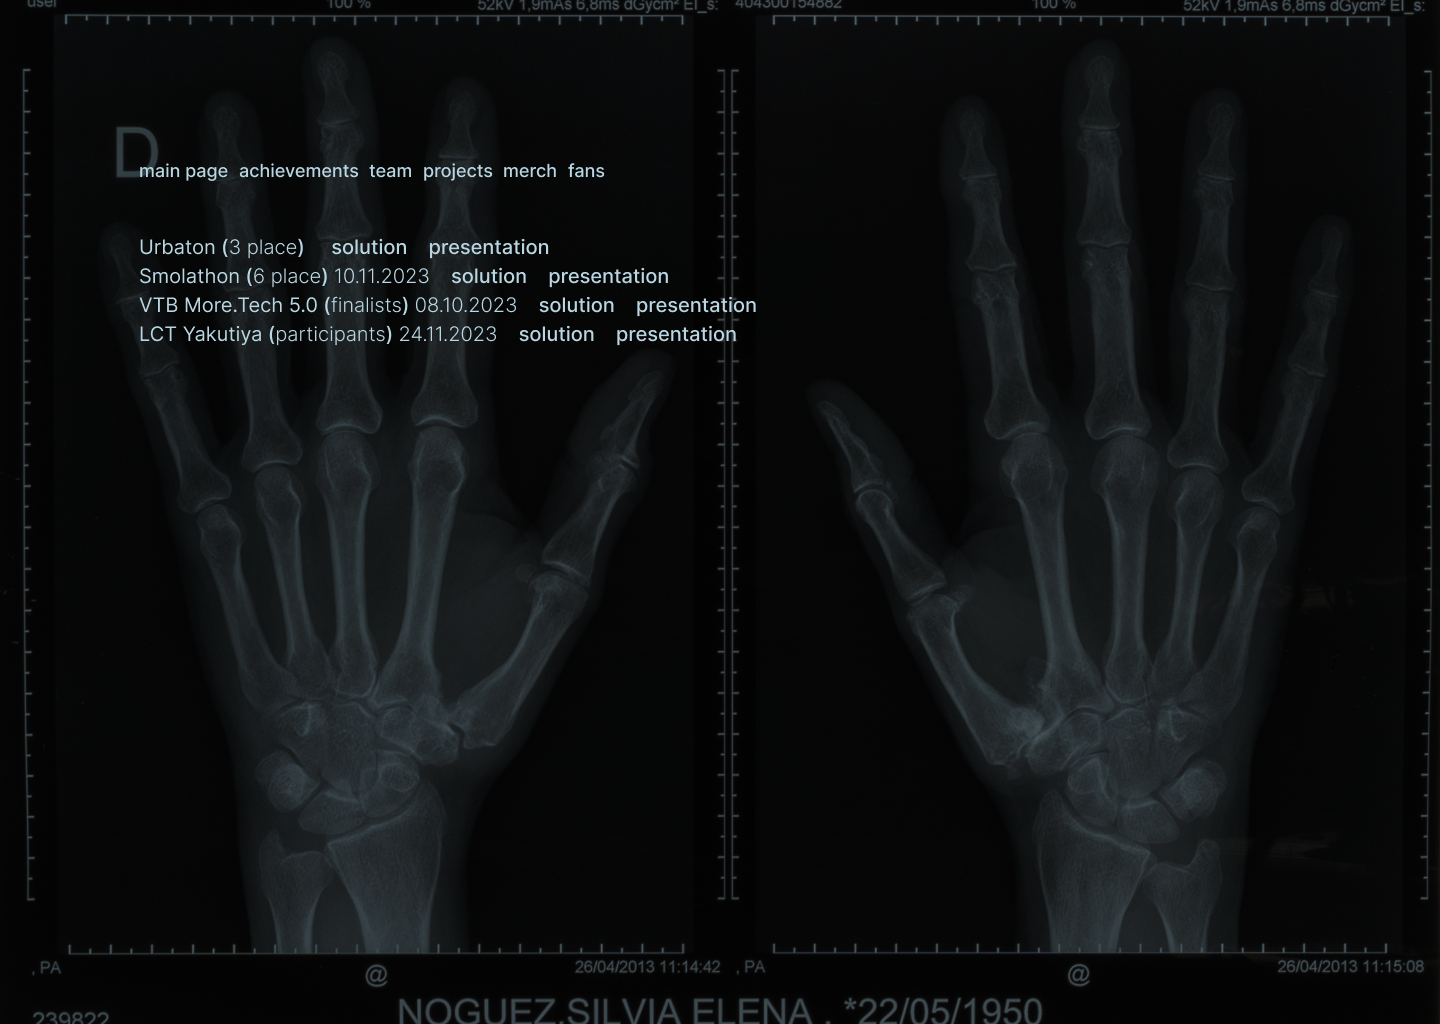 user 100 % 52kV 1,9mAs 6,8ms dGycm² EI_s: 404300154882 100 % 52kV 1,9mAs 6,8ms dGycm² EI_s:
D
main page achievements team projects merch fans
Urbaton (3 place) solution presentation
Smolathon (6 place) 10.11.2023 solution presentation
VTB More.Tech 5.0 (finalists) 08.10.2023 solution presentation
LCT Yakutiya (participants) 24.11.2023 solution presentation
, PA @ 26/04/2013 11:14:42 , PA @ 26/04/2013 11:15:08
239822 NOGUEZ,SILVIA ELENA , *22/05/1950